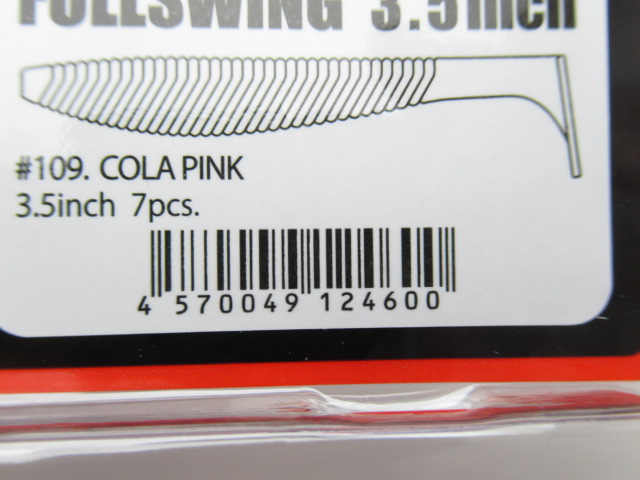 FULLSWING 3.5inch
#109. COLA PINK
3.5inch 7pcs.
4 570049 124600